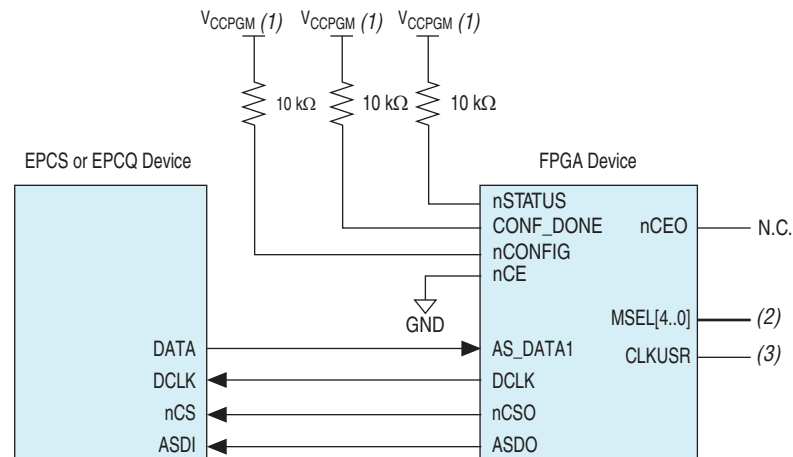 VCCPGM (1) VCCPGM (1) VCCPGM (1)
10 kΩ 10 kΩ 10 kΩ
EPCS or EPCQ Device
FPGA Device
nSTATUS
CONF_DONE nCEO N.C.
nCONFIG
nCE
GND
MSEL[4..0] (2)
DATA AS_DATA1 CLKUSR (3)
DCLK DCLK
nCS nCSO
ASDI ASDO